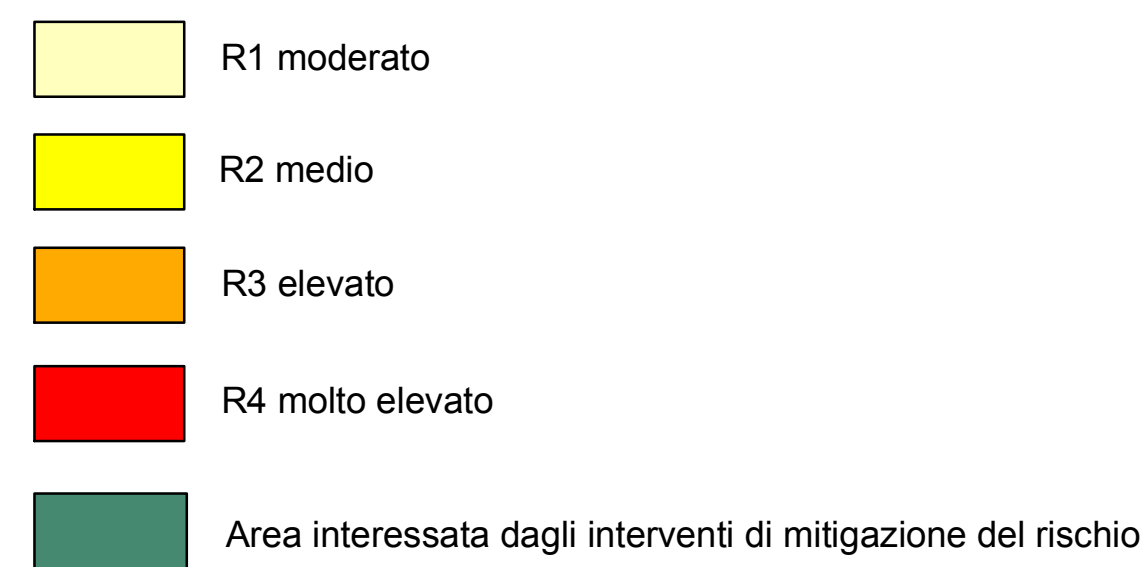 R1 moderato
R2 medio
R3 elevato
R4 molto elevato
Area interessata dagli interventi di mitigazione del rischio